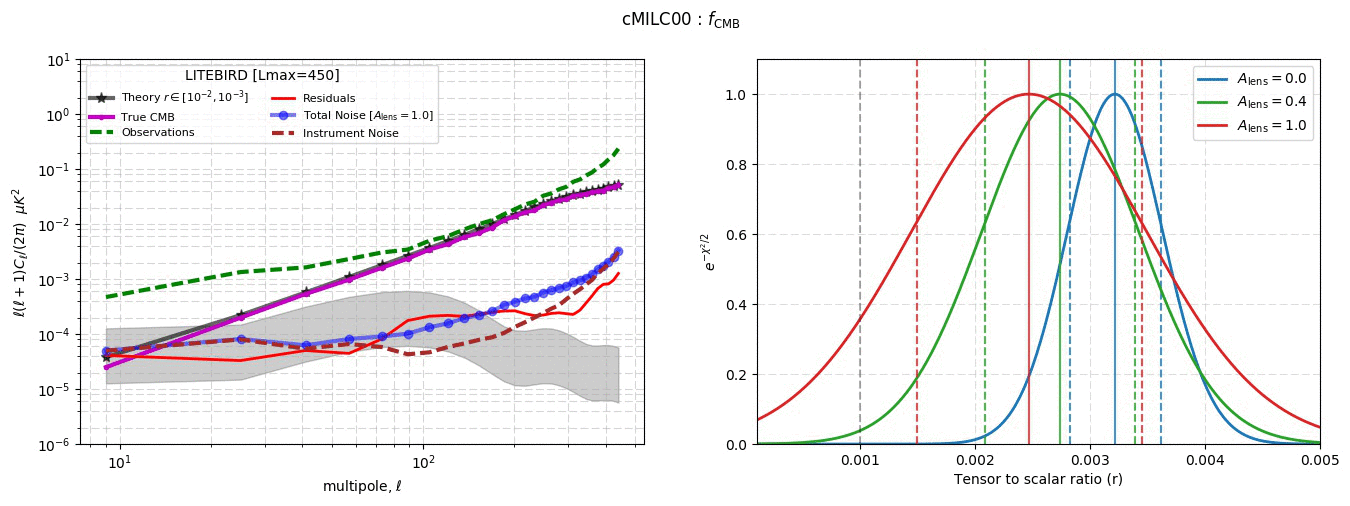 cMILC00 : f_CMB
LITEBIRD [Lmax=450]
Theory r ∈ [10^−2, 10^−3]
True CMB
Observations
Residuals
Total Noise [A_lens = 1.0]
Instrument Noise
ℓ(ℓ + 1)C_ℓ/(2π) μK^2
10^1
10^0
10^−1
10^−2
10^−3
10^−4
10^−5
10^−6
10^1
10^2
multipole, ℓ
A_lens = 0.0
A_lens = 0.4
A_lens = 1.0
e^−χ^2/2
1.0
0.8
0.6
0.4
0.2
0.0
0.001
0.002
0.003
0.004
0.005
Tensor to scalar ratio (r)